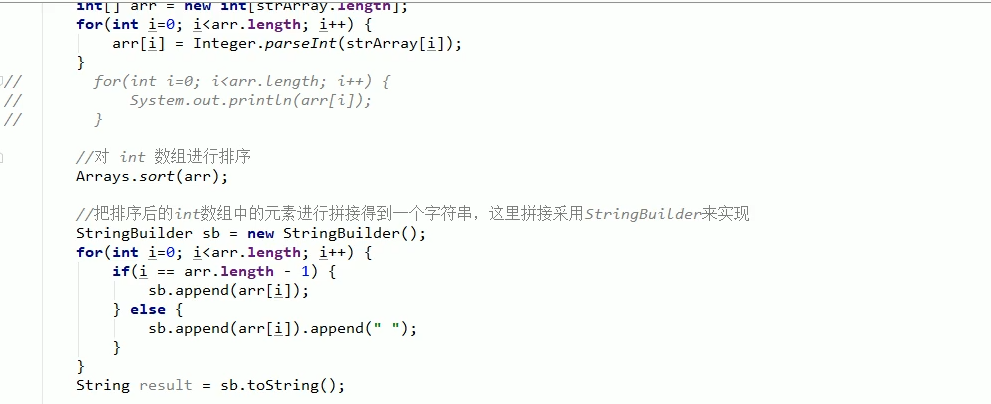 int[] arr = new int[strArray.length];
for(int i=0; i<arr.length; i++) {
    arr[i] = Integer.parseInt(strArray[i]);
}
//        for(int i=0; i<arr.length; i++) {
//            System.out.println(arr[i]);
//        }
//对 int 数组进行排序
Arrays.sort(arr);
//把排序后的int数组中的元素进行拼接得到一个字符串，这里拼接采用StringBuilder来实现
StringBuilder sb = new StringBuilder();
for(int i=0; i<arr.length; i++) {
    if(i == arr.length - 1) {
        sb.append(arr[i]);
    } else {
        sb.append(arr[i]).append(" ");
    }
}
String result = sb.toString();